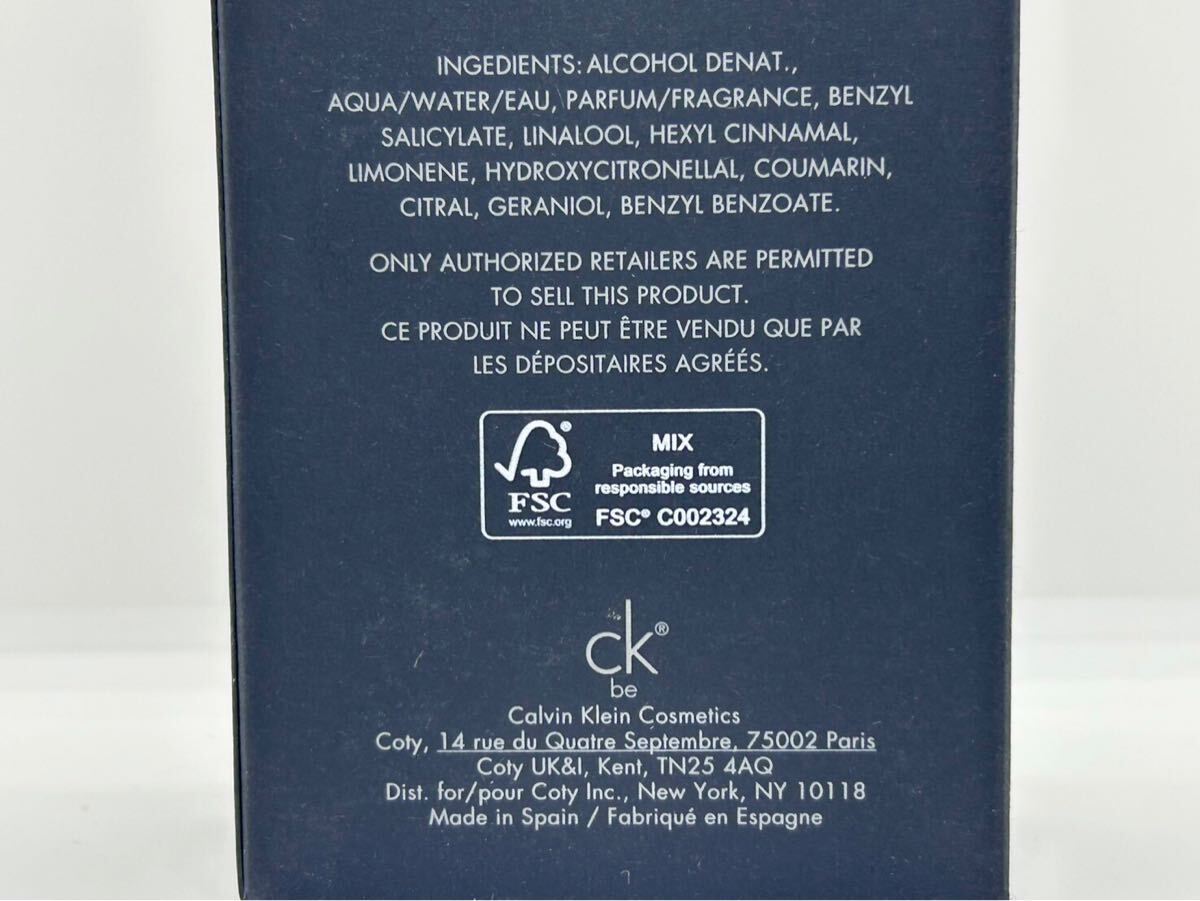 INGEDIENTS: ALCOHOL DENAT.,
AQUA/WATER/EAU, PARFUM/FRAGRANCE, BENZYL
SALICYLATE, LINALOOL, HEXYL CINNAMAL,
LIMONENE, HYDROXYCITRONELLAL, COUMARIN,
CITRAL, GERANIOL, BENZYL BENZOATE.
ONLY AUTHORIZED RETAILERS ARE PERMITTED
TO SELL THIS PRODUCT.
CE PRODUIT NE PEUT ÊTRE VENDU QUE PAR
LES DÉPOSITAIRES AGRÉÉS.
®
FSC
www.fsc.org
MIX
Packaging from
responsible sources
FSC® C002324
ck®
be
Calvin Klein Cosmetics
Coty, 14 rue du Quatre Septembre, 75002 Paris
Coty UK&I, Kent, TN25 4AQ
Dist. for/pour Coty Inc., New York, NY 10118
Made in Spain / Fabriqué en Espagne